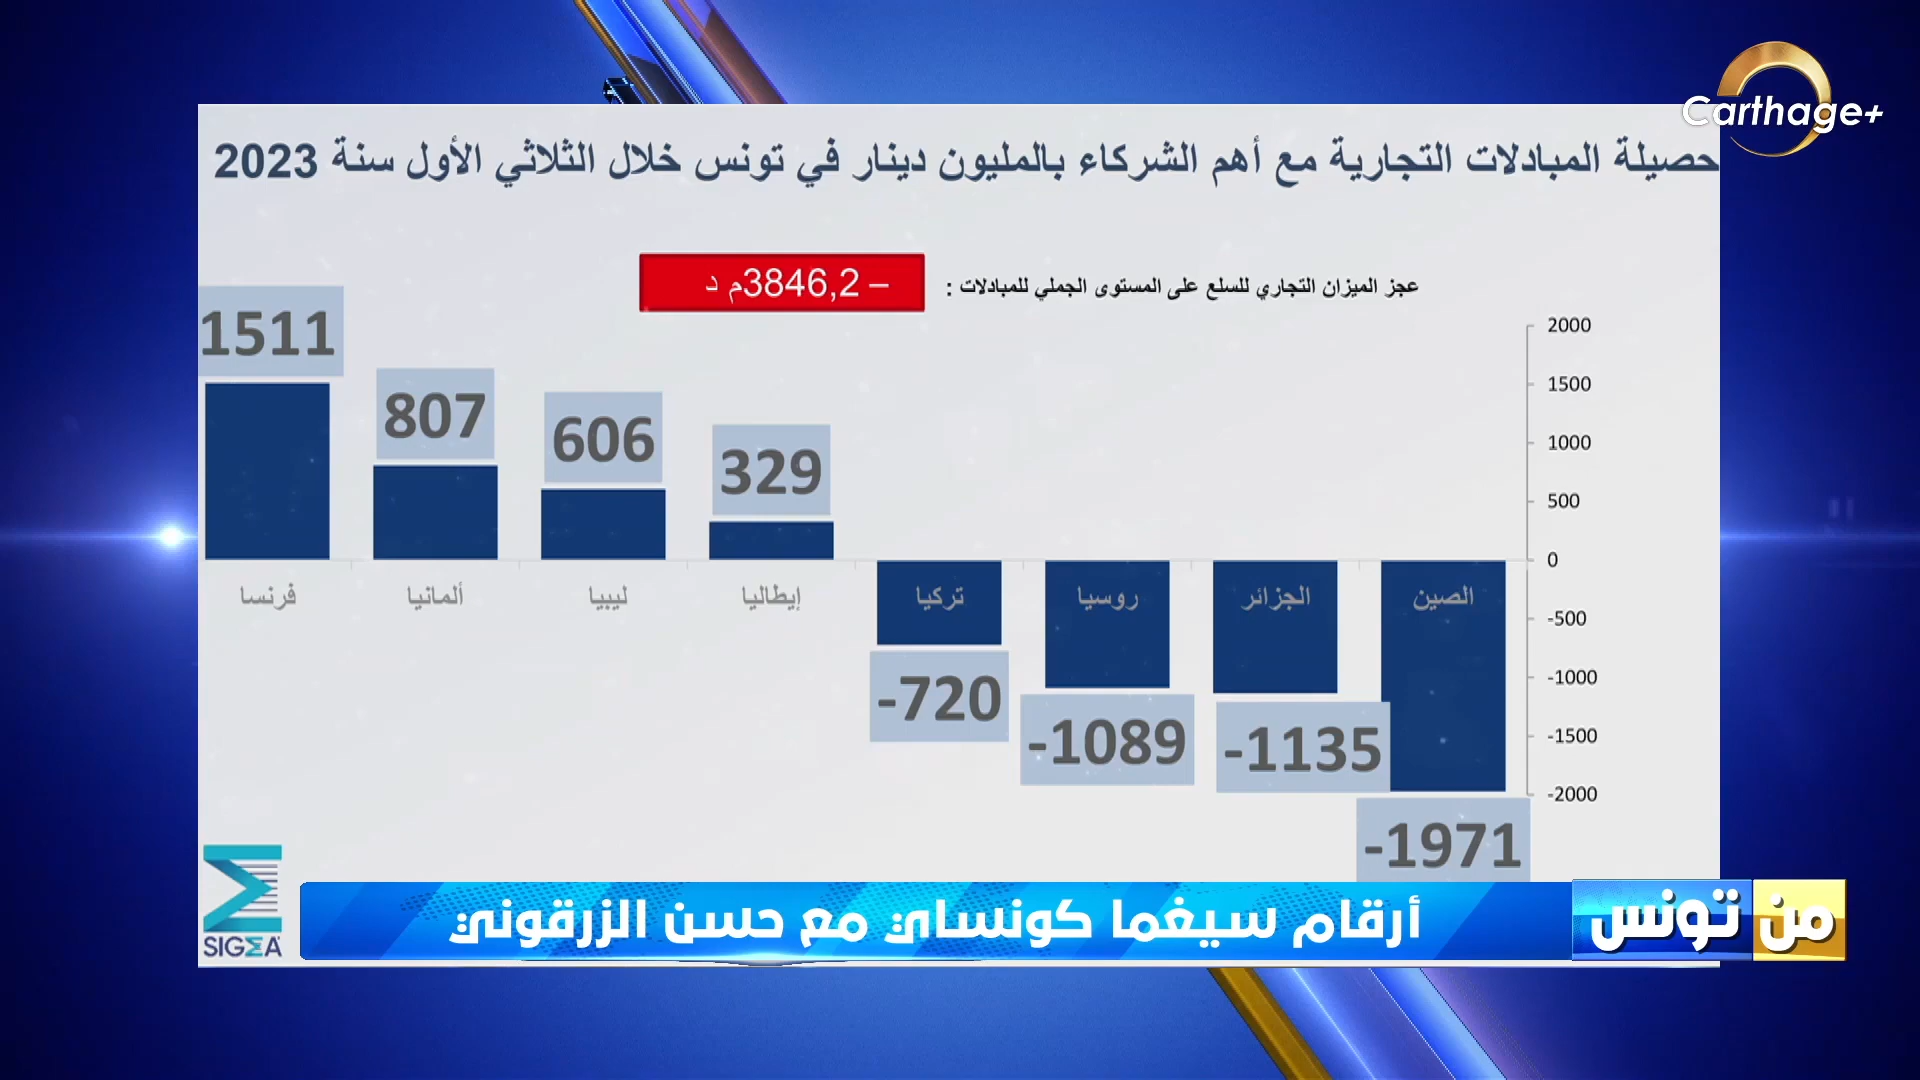 Carthage+
حصيلة المبادلات التجارية مع أهم الشركاء بالمليون دينار في تونس خلال الثلاثي الأول سنة 2023
عجز الميزان التجاري للسلع على المستوى الجملي للمبادلات :
– 3846,2م د
2000
1500
1000
500
0
-500
-1000
-1500
-2000
1511
807
606
329
-720
-1089
-1135
-1971
فرنسا
ألمانيا
ليبيا
إيطاليا
تركيا
روسيا
الجزائر
الصين
SIGMA
من تونس
أرقام سيغما كونساي مع حسن الزرقوني